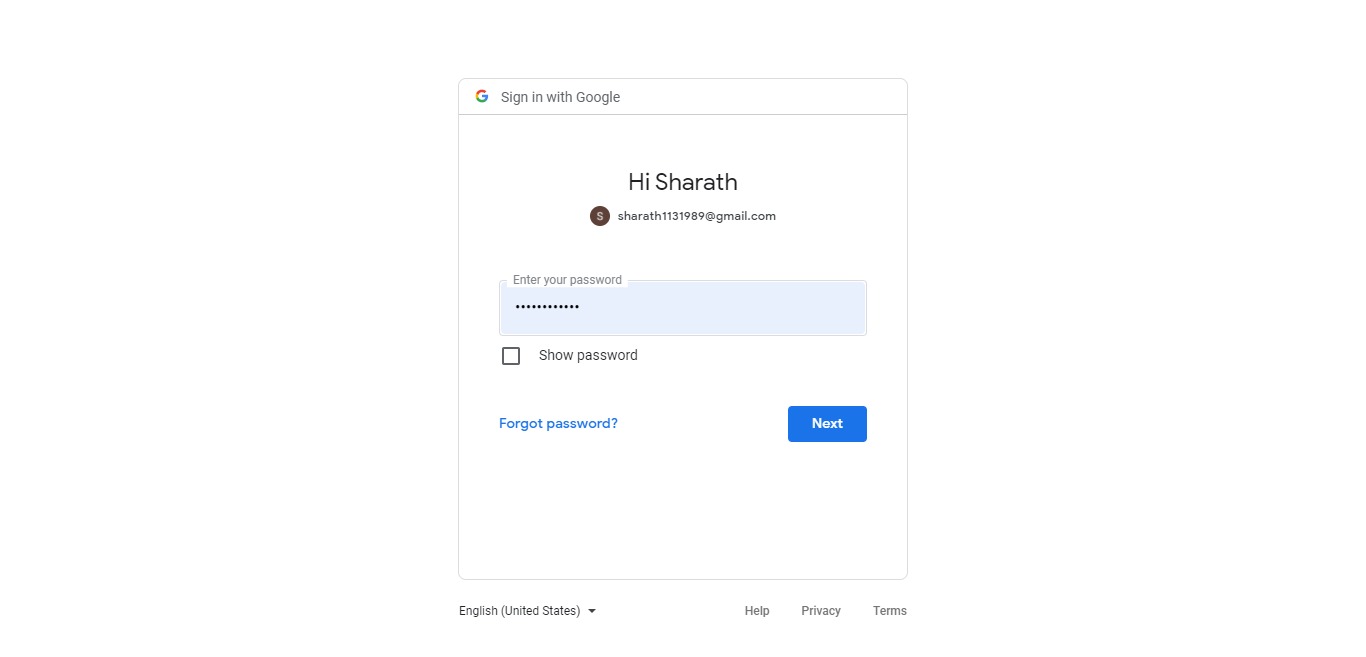 Sign in with Google
Hi Sharath
S sharath1131989@gmail.com
Enter your password
••••••••••••
Show password
Forgot password? Next
English (United States) Help Privacy Terms